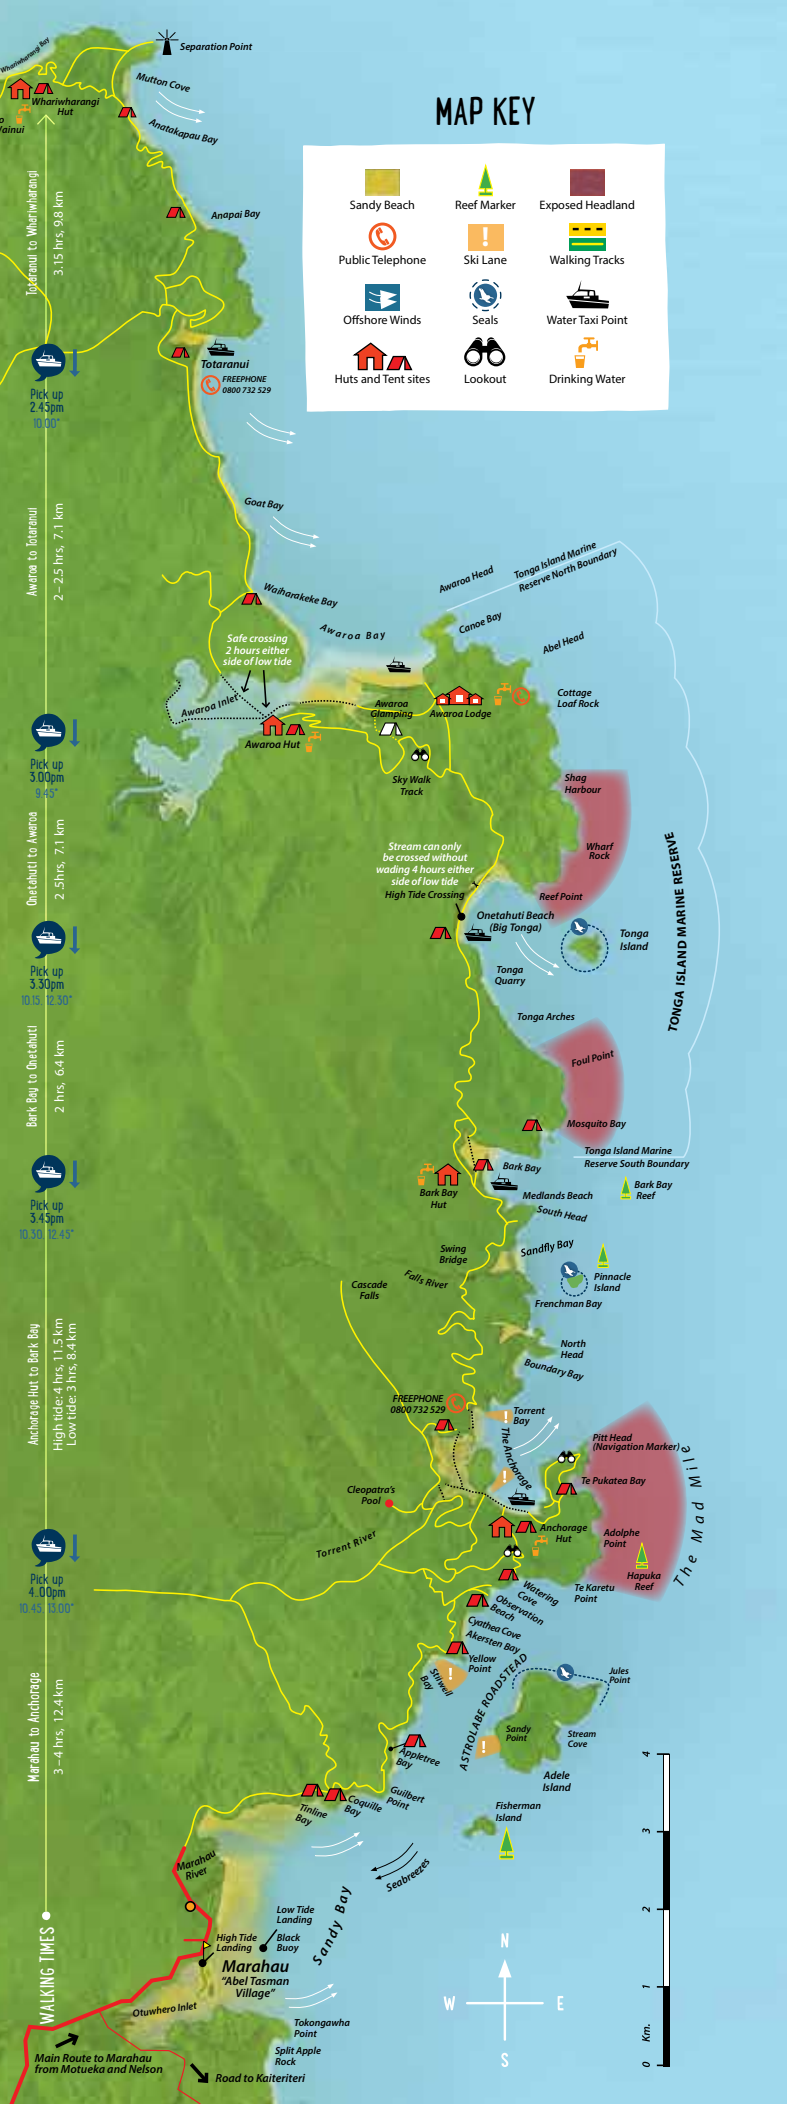 Whariwharangi Bay
Separation Point
Mutton Cove
Whariwharangi
Hut
Anatakapau Bay
Anapai Bay
MAP KEY
Sandy Beach
Reef Marker
Exposed Headland
Public Telephone
Ski Lane
Walking Tracks
Offshore Winds
Seals
Water Taxi Point
Huts and Tent sites
Lookout
Drinking Water
Totaranui to Whariwharangi
3.15 hrs, 9.8 km
Totaranui
FREEPHONE
0800 732 529
Pick up
2.45pm
10.00*
Goat Bay
Awaroa to Totaranui
2 – 2.5 hrs, 7.1 km
Waiharakeke Bay
Awaroa Bay
Awaroa Head
Tonga Island Marine
Reserve North Boundary
Canoe Bay
Abel Head
Safe crossing
2 hours either
side of low tide
Awaroa Inlet
Cottage
Loaf Rock
Awaroa
Glamping
Awaroa Lodge
Awaroa Hut
Sky Walk
Track
Pick up
3.00pm
9.45*
Shag
Harbour
Wharf
Rock
Reef Point
Onetahuti to Awaroa
2.5hrs, 7.1 km
Stream can only
be crossed without
wading 4 hours either
side of low tide
High Tide Crossing
Onetahuti Beach
(Big Tonga)
Tonga
Island
TONGA ISLAND MARINE RESERVE
Pick up
3.30pm
10.15, 12.30*
Tonga
Quarry
Tonga Arches
Foul Point
Mosquito Bay
Bark Bay to Onetahuti
2 hrs, 6.4 km
Tonga Island Marine
Reserve South Boundary
Bark Bay
Bark Bay
Hut
Medlands Beach
Bark Bay
Reef
South Head
Pick up
3.45pm
10.30, 12.45*
Swing
Bridge
Sandfly Bay
Falls River
Cascade
Falls
Pinnacle
Island
Frenchman Bay
North
Head
Boundary Bay
Anchorage Hut to Bark Bay
High tide: 4 hrs, 11.5 km
Low tide: 3 hrs, 8.4 km
FREEPHONE
0800 732 529
Torrent
Bay
The Anchorage
Pitt Head
(Navigation Marker)
Te Pukatea Bay
The Mad Mile
Cleopatra's
Pool
Torrent River
Anchorage
Hut
Adolphe
Point
Hapuka
Reef
Te Karetu
Point
Pick up
4.00pm
10.45, 13.00*
Watering
Cove
Observation
Beach
Cyathea Cove
Akersten Bay
Yellow
Point
Stilwell
Bay
ASTROLABE ROADSTEAD
Jules
Point
Sandy
Point
Stream
Cove
Adele
Island
Marahau to Anchorage
3 – 4 hrs, 12.4 km
Appletree
Bay
Guilbert
Point
Coquille
Bay
Tinline
Bay
Fisherman
Island
Marahau
River
Seabreezes
Sandy Bay
Low Tide
Landing
High Tide
Landing
Black
Buoy
Marahau
"Abel Tasman
Village"
WALKING TIMES
Otuwhero Inlet
Tokongawha
Point
Split Apple
Rock
Main Route to Marahau
from Motueka and Nelson
Road to Kaiteriteri
N
W
E
S
Km.
0
1
2
3
4